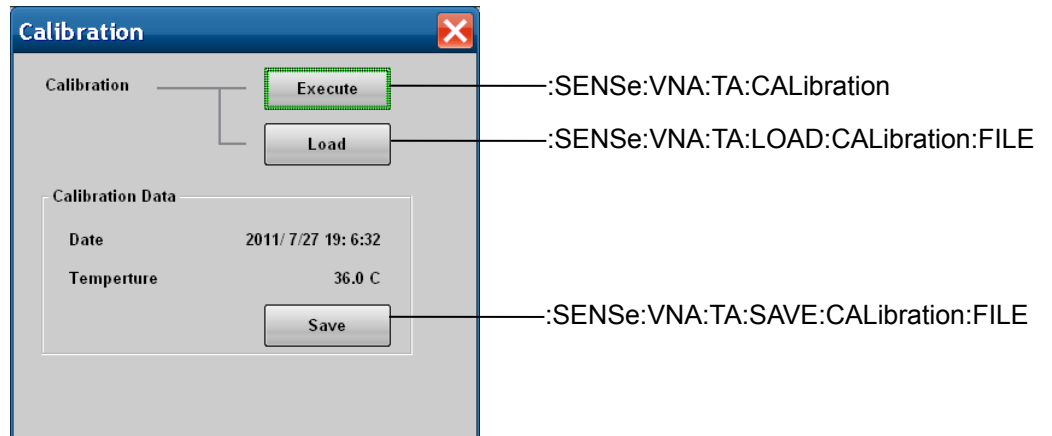 Calibration
Calibration Execute :SENSe:VNA:TA:CALibration
Load :SENSe:VNA:TA:LOAD:CALibration:FILE
Calibration Data
Date 2011/ 7/27 19: 6:32
Temperture 36.0 C
Save :SENSe:VNA:TA:SAVE:CALibration:FILE